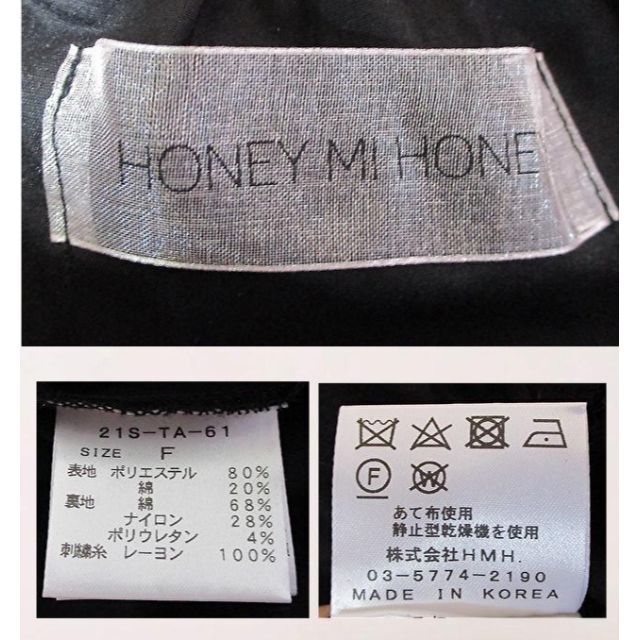 HONEY MI HONE
21S-TA-61
SIZE F
表地 ポリエステル 80%
綿 20%
裏地 綿 68%
ナイロン 28%
ポリウレタン 4%
刺繍糸 レーヨン 100%
F W
あて布使用
静止型乾燥機を使用
株式会社HMH.
03-5774-2190
MADE IN KOREA